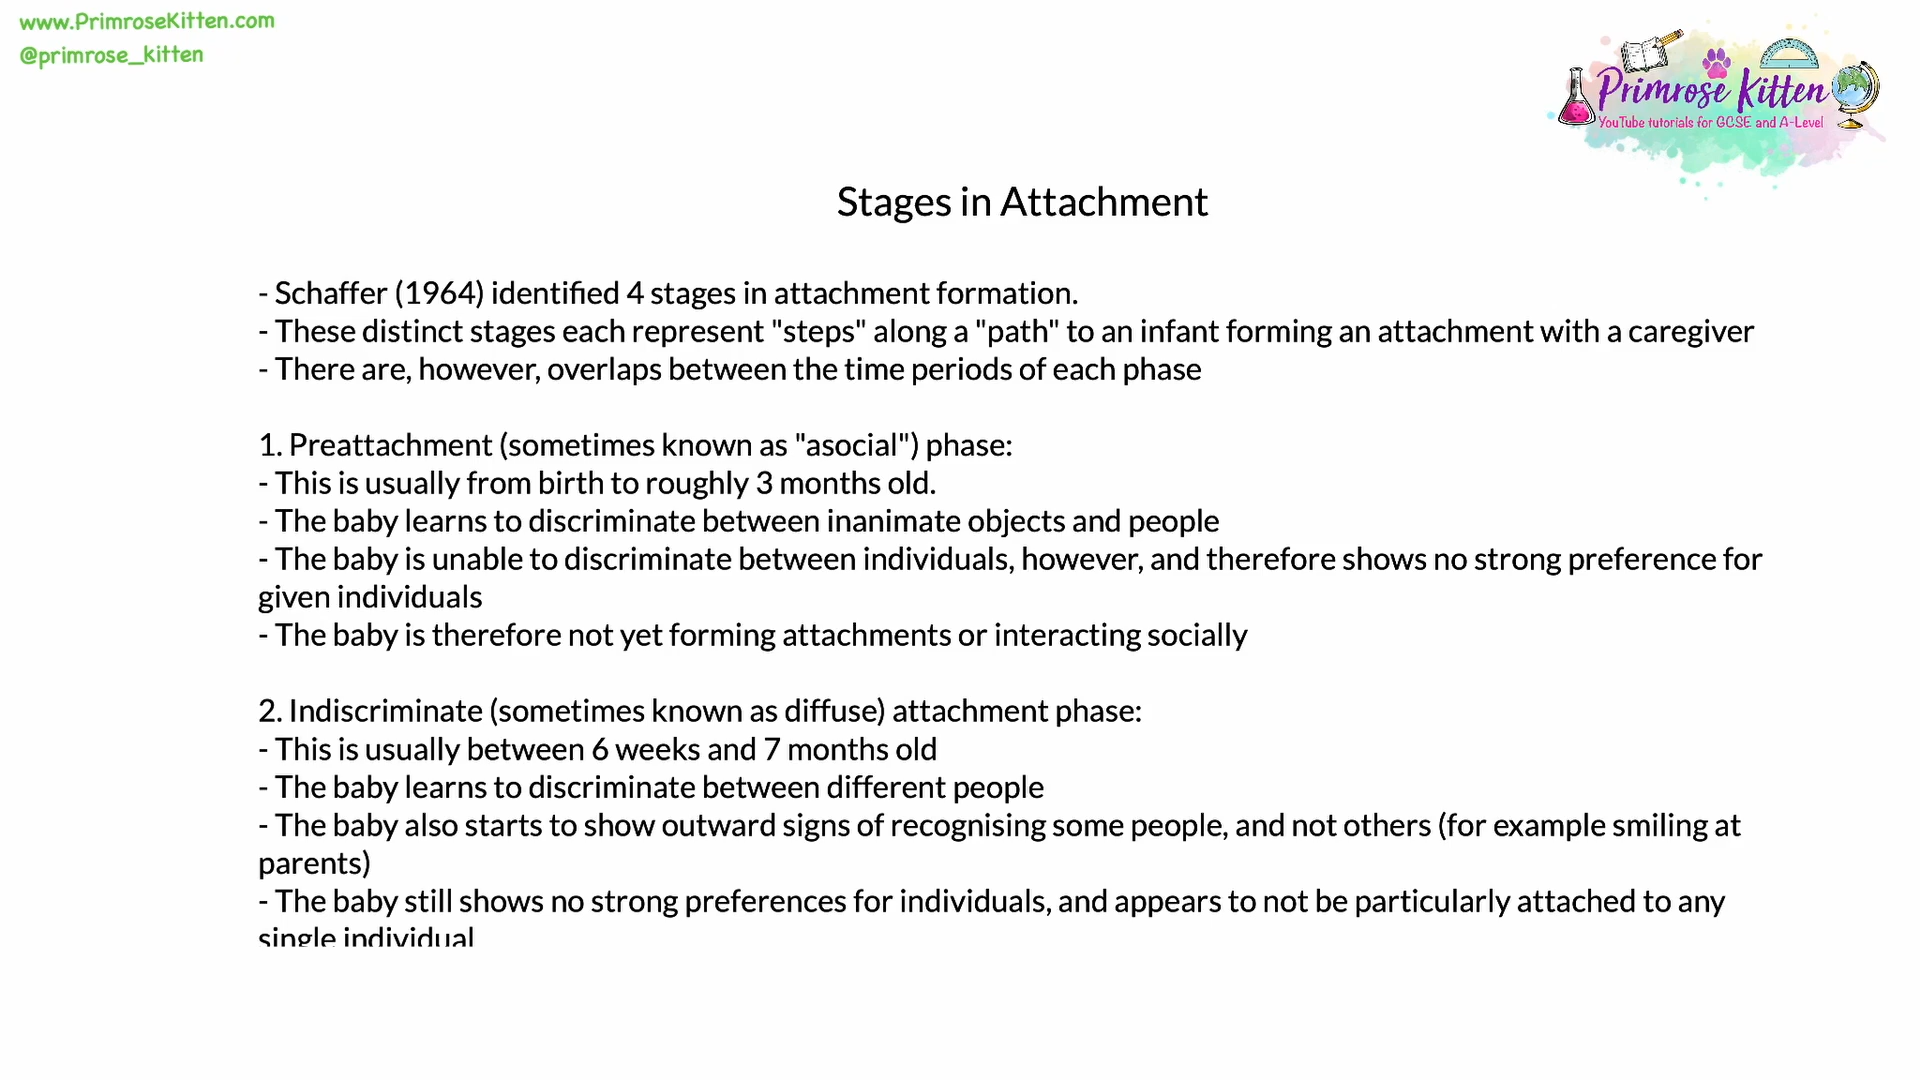 www.PrimroseKitten.com
@primrose_kitten
Primrose Kitten
YouTube tutorials for GCSE and A-Level
Stages in Attachment
- Schaffer (1964) identified 4 stages in attachment formation.
- These distinct stages each represent "steps" along a "path" to an infant forming an attachment with a caregiver
- There are, however, overlaps between the time periods of each phase
1. Preattachment (sometimes known as "asocial") phase:
- This is usually from birth to roughly 3 months old.
- The baby learns to discriminate between inanimate objects and people
- The baby is unable to discriminate between individuals, however, and therefore shows no strong preference for
given individuals
- The baby is therefore not yet forming attachments or interacting socially
2. Indiscriminate (sometimes known as diffuse) attachment phase:
- This is usually between 6 weeks and 7 months old
- The baby learns to discriminate between different people
- The baby also starts to show outward signs of recognising some people, and not others (for example smiling at
parents)
- The baby still shows no strong preferences for individuals, and appears to not be particularly attached to any
single individual